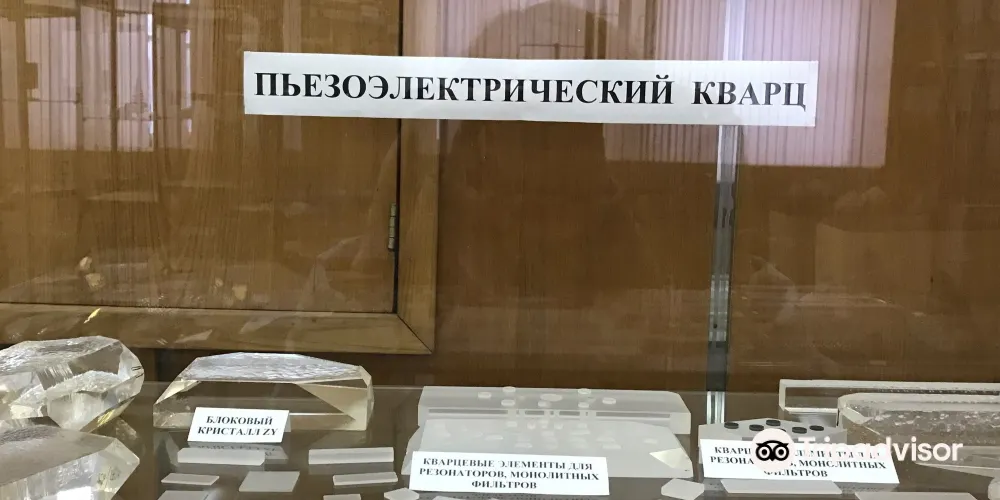 ПЬЕЗОЭЛЕКТРИЧЕСКИЙ КВАРЦ
БЛОКОВЫЙ
КРИСТАЛЛ ZY
КВАРЦЕВЫЕ ЭЛЕМЕНТЫ ДЛЯ
РЕЗОНАТОРОВ, МОНОЛИТНЫХ
ФИЛЬТРОВ
МОНОЛИТНЫХ
ФИЛЬТРОВ
Tripadvisor